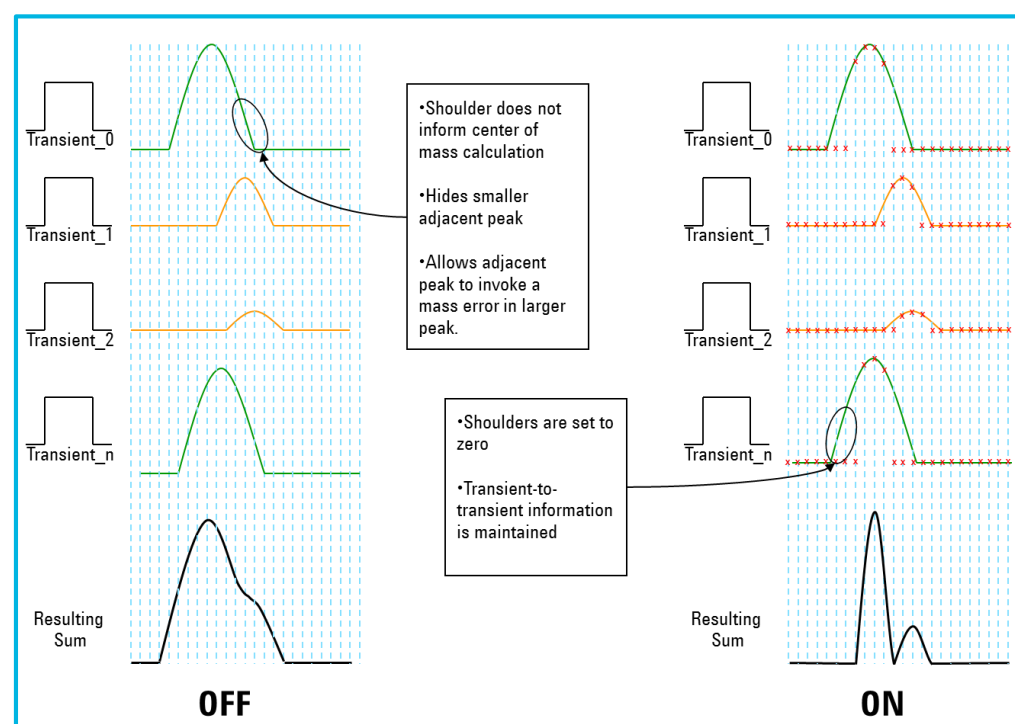 Transient_0
Transient_1
Transient_2
Transient_n
Resulting
Sum
OFF
•Shoulder does not
inform center of
mass calculation
•Hides smaller
adjacent peak
•Allows adjacent
peak to invoke a
mass error in larger
peak.
•Shoulders are set to
zero
•Transient-to-
transient information
is maintained
Transient_0
Transient_1
Transient_2
Transient_n
Resulting
Sum
ON